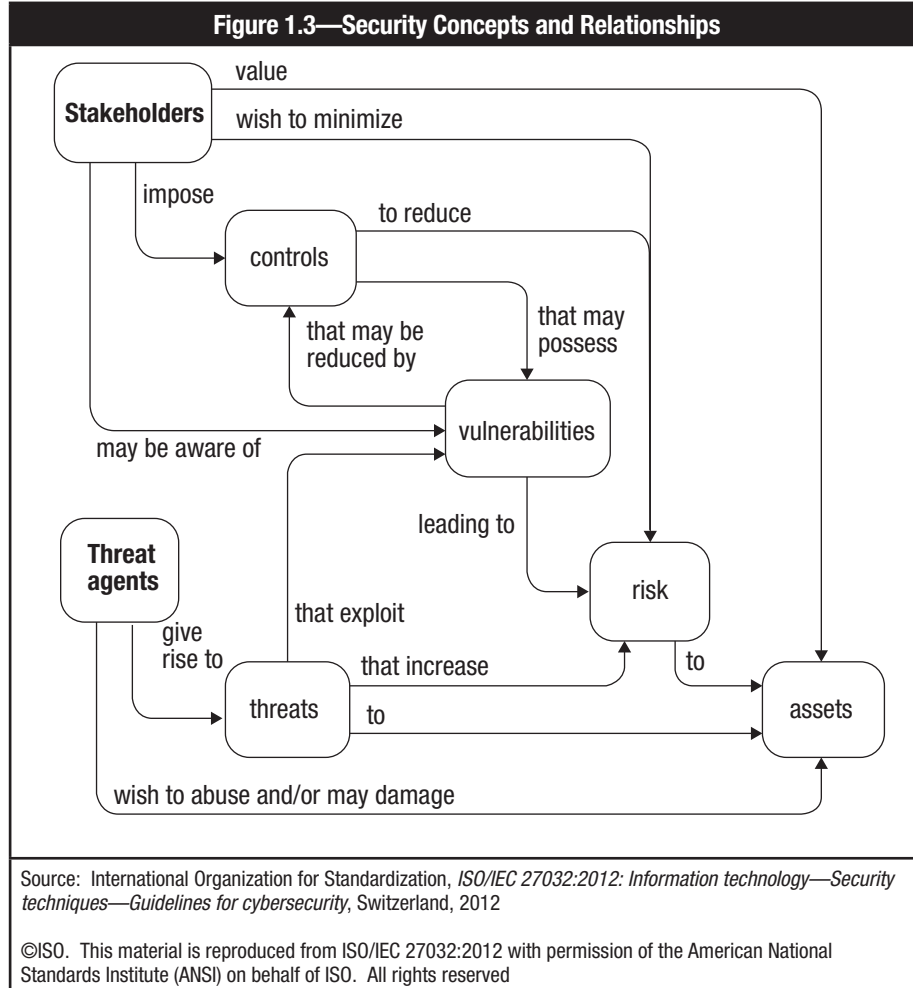 Figure 1.3—Security Concepts and Relationships
value
Stakeholders
wish to minimize
impose
to reduce
controls
that may be
reduced by
that may
possess
vulnerabilities
may be aware of
leading to
Threat
agents
risk
that exploit
give
rise to
that increase
to
threats
to
assets
wish to abuse and/or may damage
Source: International Organization for Standardization, ISO/IEC 27032:2012: Information technology—Security
techniques—Guidelines for cybersecurity, Switzerland, 2012
©ISO. This material is reproduced from ISO/IEC 27032:2012 with permission of the American National
Standards Institute (ANSI) on behalf of ISO. All rights reserved